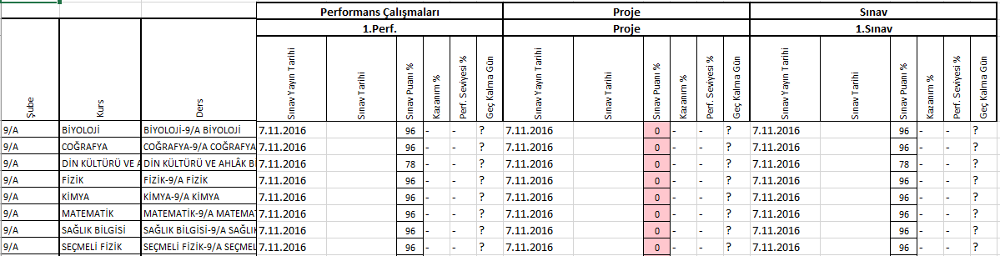 Performans Çalışmaları Proje Sınav
1.Perf. Proje 1.Sınav
Şube Kurs Ders Sınav Yayın Tarihi Sınav Tarihi Sınav Puanı % Kazanım % Perf. Seviyesi % Geç Kalma Gün Sınav Yayın Tarihi Sınav Tarihi Sınav Puanı % Kazanım % Perf. Seviyesi % Geç Kalma Gün Sınav Yayın Tarihi Sınav Tarihi Sınav Puanı % Kazanım % Perf. Seviyesi % Geç Kalma Gün
9/A BİYOLOJİ BİYOLOJİ-9/A BİYOLOJİ 7.11.2016 96 - - ? 7.11.2016 0 - - ? 7.11.2016 96 - - ?
9/A COĞRAFYA COĞRAFYA-9/A COĞRAFYA 7.11.2016 96 - - ? 7.11.2016 0 - - ? 7.11.2016 96 - - ?
9/A DİN KÜLTÜRÜ VE A DİN KÜLTÜRÜ VE AHLÂK Bİ 7.11.2016 78 - - ? 7.11.2016 0 - - ? 7.11.2016 78 - - ?
9/A FİZİK FİZİK-9/A FİZİK 7.11.2016 96 - - ? 7.11.2016 0 - - ? 7.11.2016 96 - - ?
9/A KİMYA KİMYA-9/A KİMYA 7.11.2016 96 - - ? 7.11.2016 0 - - ? 7.11.2016 96 - - ?
9/A MATEMATİK MATEMATİK-9/A MATEMAT 7.11.2016 96 - - ? 7.11.2016 0 - - ? 7.11.2016 96 - - ?
9/A SAĞLIK BİLGİSİ SAĞLIK BİLGİSİ-9/A SAĞLI 7.11.2016 96 - - ? 7.11.2016 0 - - ? 7.11.2016 96 - - ?
9/A SEÇMELİ FİZİK SEÇMELİ FİZİK-9/A SEÇMEL 7.11.2016 96 - - ? 7.11.2016 0 - - ? 7.11.2016 96 - - ?